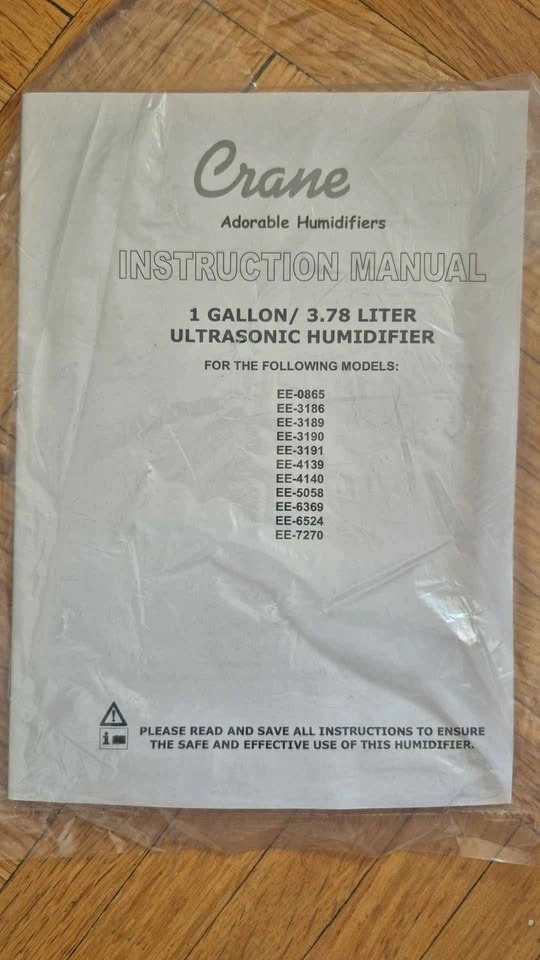 Crane
Adorable Humidifiers
INSTRUCTION MANUAL
1 GALLON/ 3.78 LITER
ULTRASONIC HUMIDIFIER
FOR THE FOLLOWING MODELS:
EE-0865
EE-3186
EE-3189
EE-3190
EE-3191
EE-4139
EE-4140
EE-5058
EE-6369
EE-6524
EE-7270
PLEASE READ AND SAVE ALL INSTRUCTIONS TO ENSURE
THE SAFE AND EFFECTIVE USE OF THIS HUMIDIFIER.